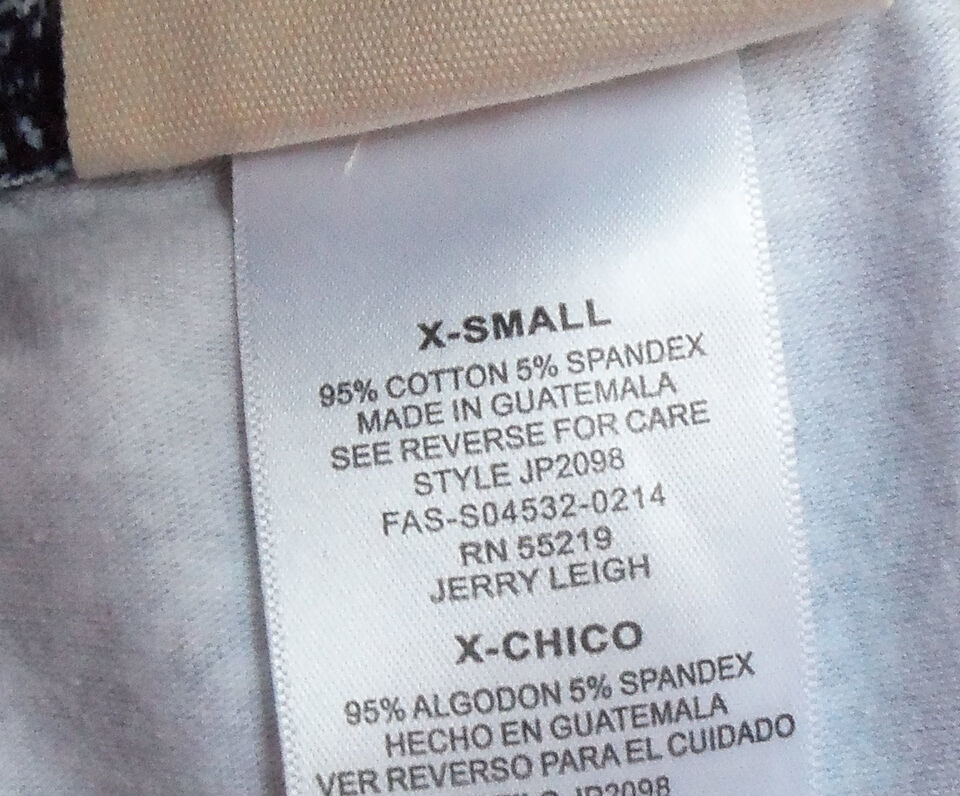 X-SMALL
95% COTTON 5% SPANDEX
MADE IN GUATEMALA
SEE REVERSE FOR CARE
STYLE JP2098
FAS-S04532-0214
RN 55219
JERRY LEIGH
X-CHICO
95% ALGODON 5% SPANDEX
HECHO EN GUATEMALA
VER REVERSO PARA EL CUIDADO
JP2098